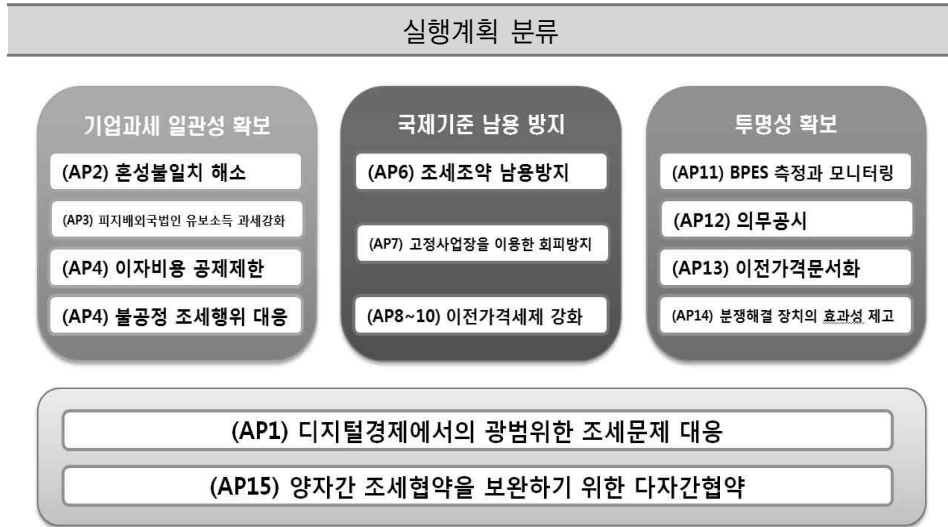 실행계획 분류
기업과세 일관성 확보
(AP2) 혼성불일치 해소
(AP3) 피지배외국법인 유보소득 과세강화
(AP4) 이자비용 공제제한
(AP4) 불공정 조세행위 대응
국제기준 남용 방지
(AP6) 조세조약 남용방지
(AP7) 고정사업장을 이용한 회피방지
(AP8~10) 이전가격세제 강화
투명성 확보
(AP11) BPES 측정과 모니터링
(AP12) 의무공시
(AP13) 이전가격문서화
(AP14) 분쟁해결 장치의 효과성 제고
(AP1) 디지털경제에서의 광범위한 조세문제 대응
(AP15) 양자간 조세협약을 보완하기 위한 다자간협약